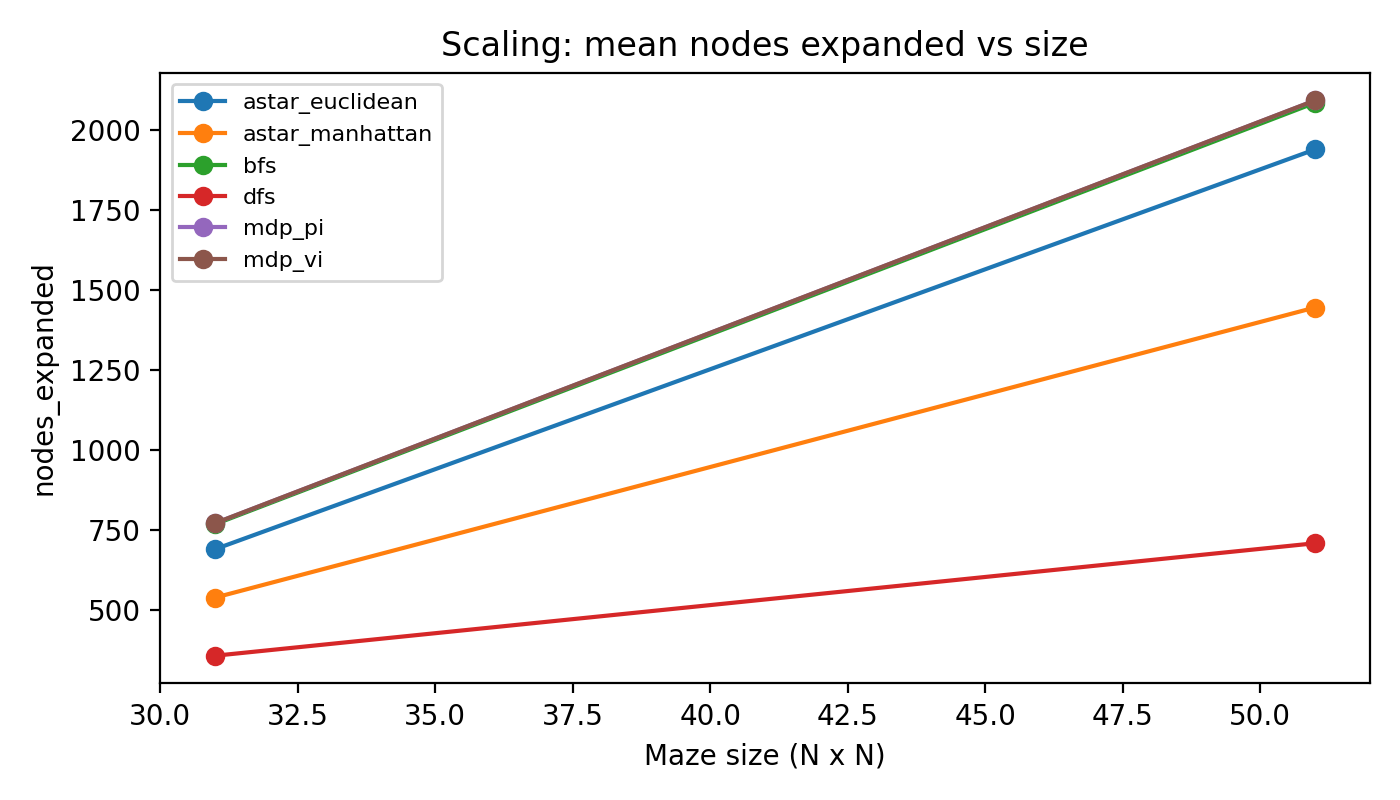 Scaling: mean nodes expanded vs size
astar_euclidean
astar_manhattan
bfs
dfs
mdp_pi
mdp_vi
nodes_expanded
2000
1750
1500
1250
1000
750
500
30.0 32.5 35.0 37.5 40.0 42.5 45.0 47.5 50.0
Maze size (N x N)